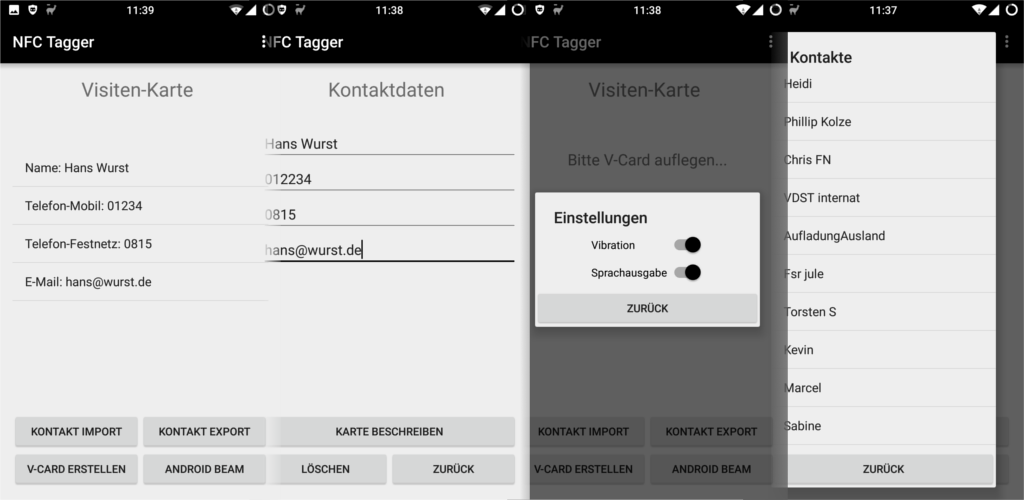 11:39
NFC Tagger
Visiten-Karte
Name: Hans Wurst
Telefon-Mobil: 01234
Telefon-Festnetz: 0815
E-Mail: hans@wurst.de
KONTAKT IMPORT
KONTAKT EXPORT
V-CARD ERSTELLEN
ANDROID BEAM
11:38
NFC Tagger
Kontaktdaten
Hans Wurst
012234
0815
hans@wurst.de
KARTE BESCHREIBEN
LÖSCHEN
ZURÜCK
11:38
NFC Tagger
Visiten-Karte
Bitte V-Card auflegen...
Einstellungen
Vibration
Sprachausgabe
ZURÜCK
KONTAKT IMPORT
KONTAKT EXPORT
V-CARD ERSTELLEN
ANDROID BEAM
11:37
Kontakte
Heidi
Phillip Kolze
Chris FN
VDST internat
AufladungAusland
Fsr jule
Torsten S
Kevin
Marcel
Sabine
ZURÜCK